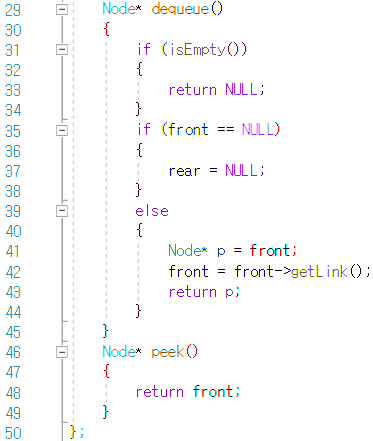 29 Node* dequeue()
30 {
31 if (isEmpty())
32 {
33 return NULL;
34 }
35 if (front == NULL)
36 {
37 rear = NULL;
38 }
39 else
40 {
41 Node* p = front;
42 front = front->getLink();
43 return p;
44 }
45 }
46 Node* peek()
47 {
48 return front;
49 }
50 };